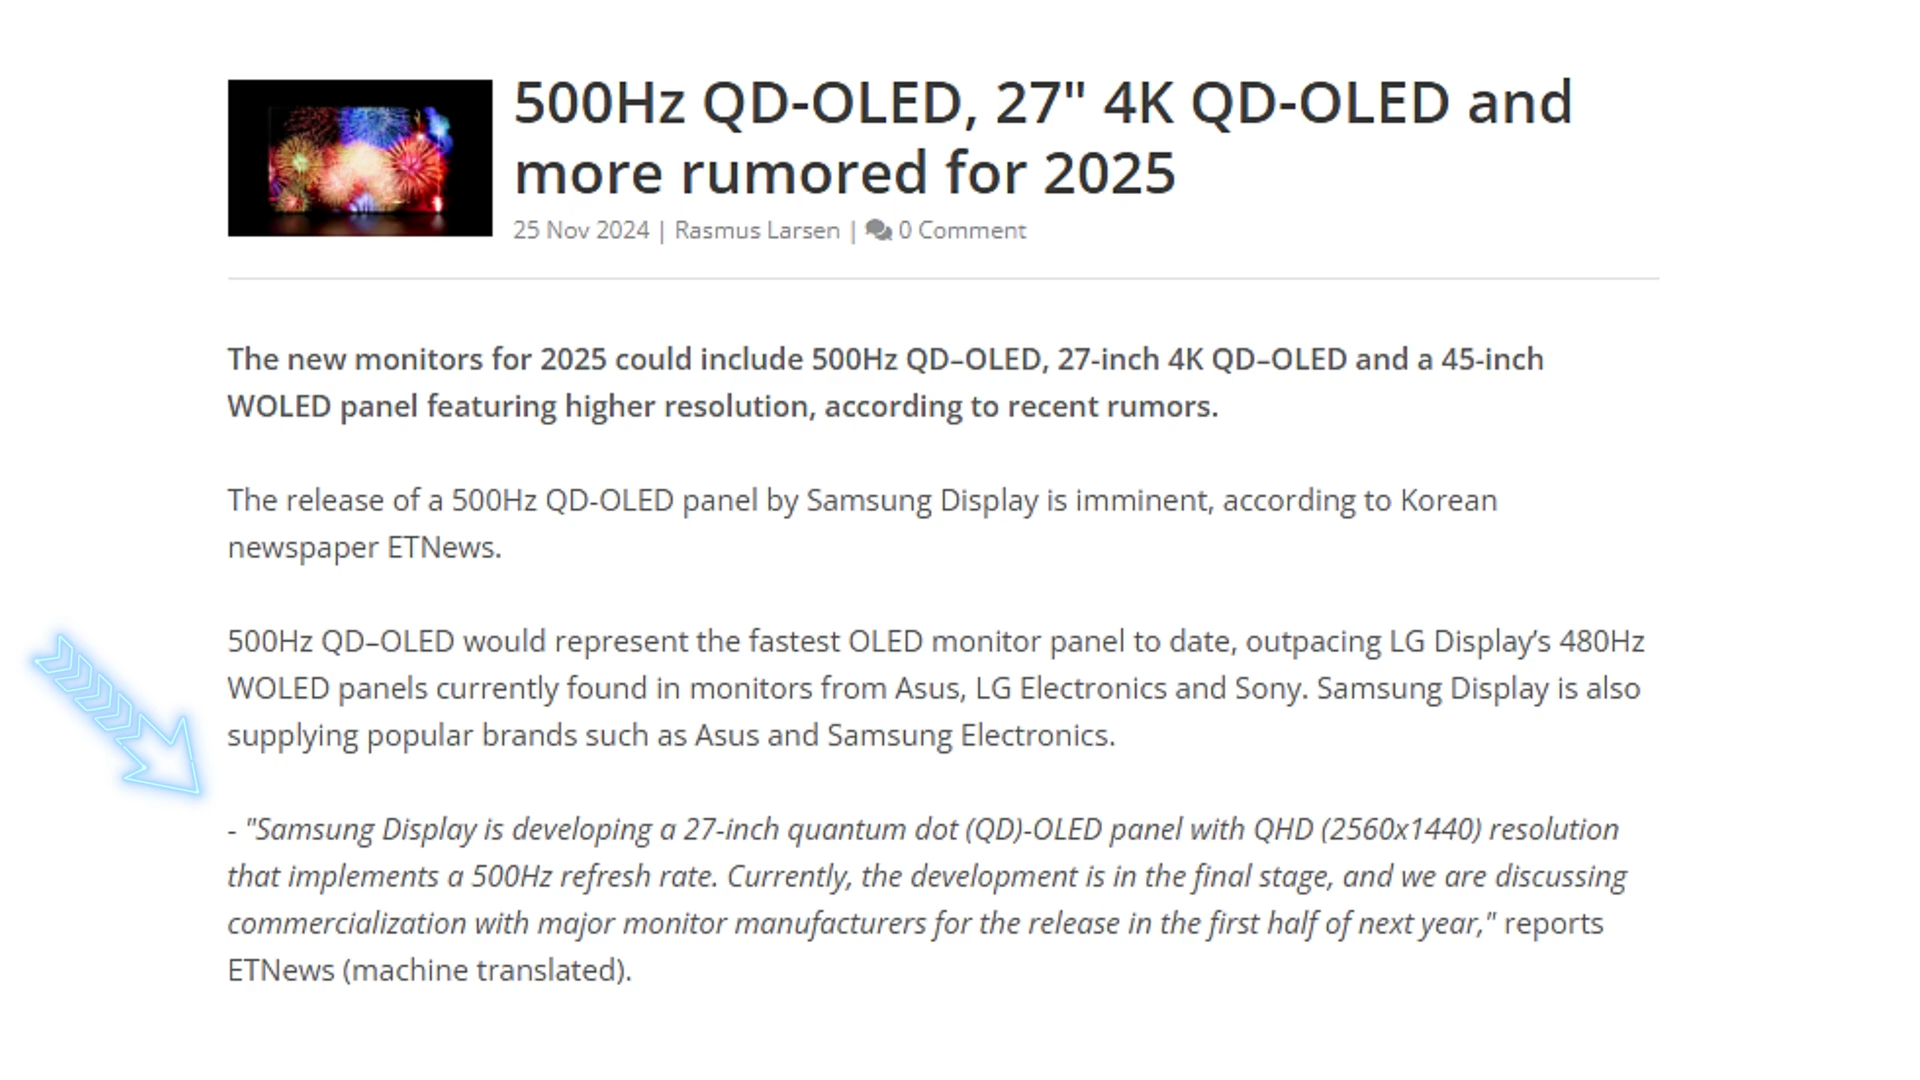 500Hz QD-OLED, 27" 4K QD-OLED and
more rumored for 2025
25 Nov 2024 | Rasmus Larsen | 0 Comment
The new monitors for 2025 could include 500Hz QD–OLED, 27-inch 4K QD–OLED and a 45-inch
WOLED panel featuring higher resolution, according to recent rumors.
The release of a 500Hz QD-OLED panel by Samsung Display is imminent, according to Korean
newspaper ETNews.
500Hz QD–OLED would represent the fastest OLED monitor panel to date, outpacing LG Display’s 480Hz
WOLED panels currently found in monitors from Asus, LG Electronics and Sony. Samsung Display is also
supplying popular brands such as Asus and Samsung Electronics.
- "Samsung Display is developing a 27-inch quantum dot (QD)-OLED panel with QHD (2560x1440) resolution
that implements a 500Hz refresh rate. Currently, the development is in the final stage, and we are discussing
commercialization with major monitor manufacturers for the release in the first half of next year," reports
ETNews (machine translated).